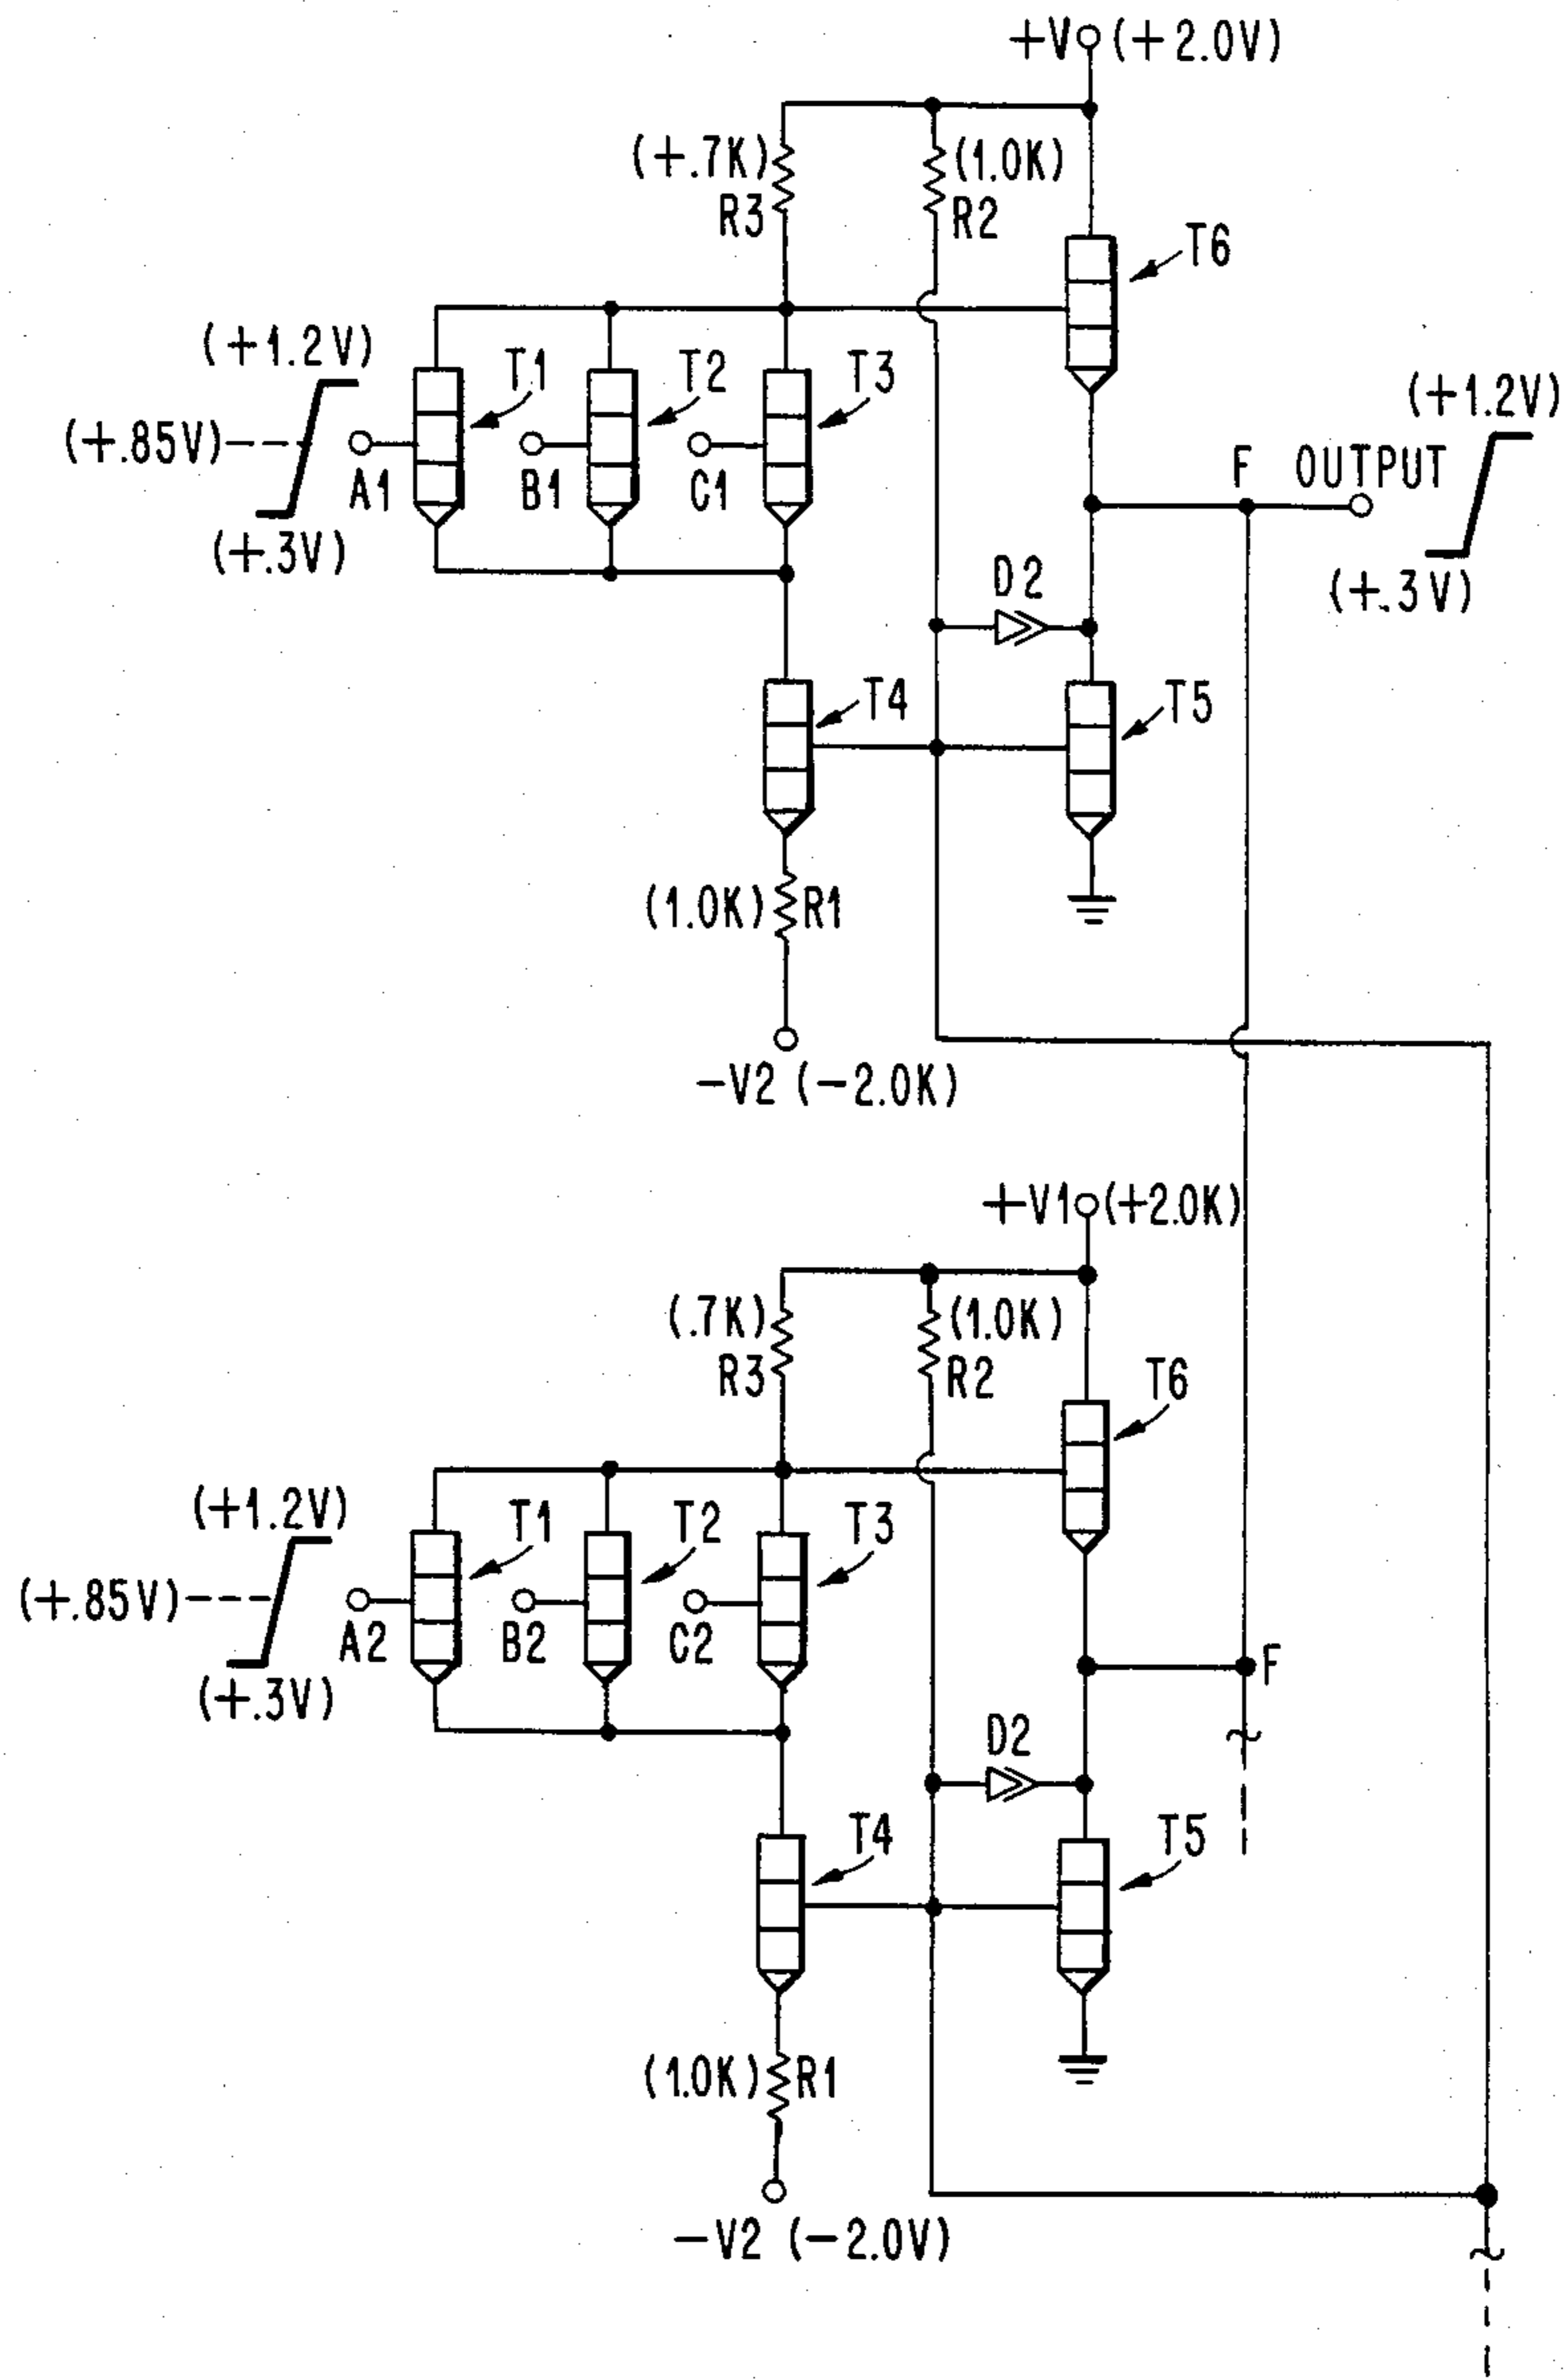 +V (+2.0V)
(+.7K)
R3
(1.0K)
R2
T6
(+1.2V)
(+.85V)
(+.3V)
A1
T1
B1
T2
C1
T3
F OUTPUT
(+1.2V)
(+.3V)
D2
T4
T5
(1.0K) R1
-V2 (-2.0K)
+V1 (+2.0K)
(.7K)
R3
(1.0K)
R2
T6
(+1.2V)
(+.85V)
(+.3V)
A2
T1
B2
T2
C2
T3
F
D2
T4
T5
(1.0K) R1
-V2 (-2.0V)